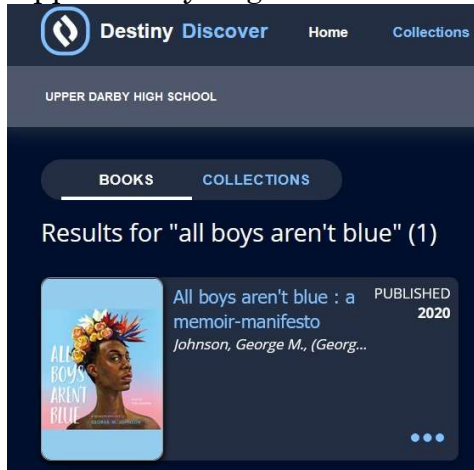 Destiny Discover Home Collections
UPPER DARBY HIGH SCHOOL
BOOKS COLLECTIONS
Results for "all boys aren't blue" (1)
All boys aren't blue : a memoir-manifesto
Johnson, George M., (Georg...
PUBLISHED
2020
ALL
BOYS
AREN'T
BLUE
GEORGE M. JOHNSON